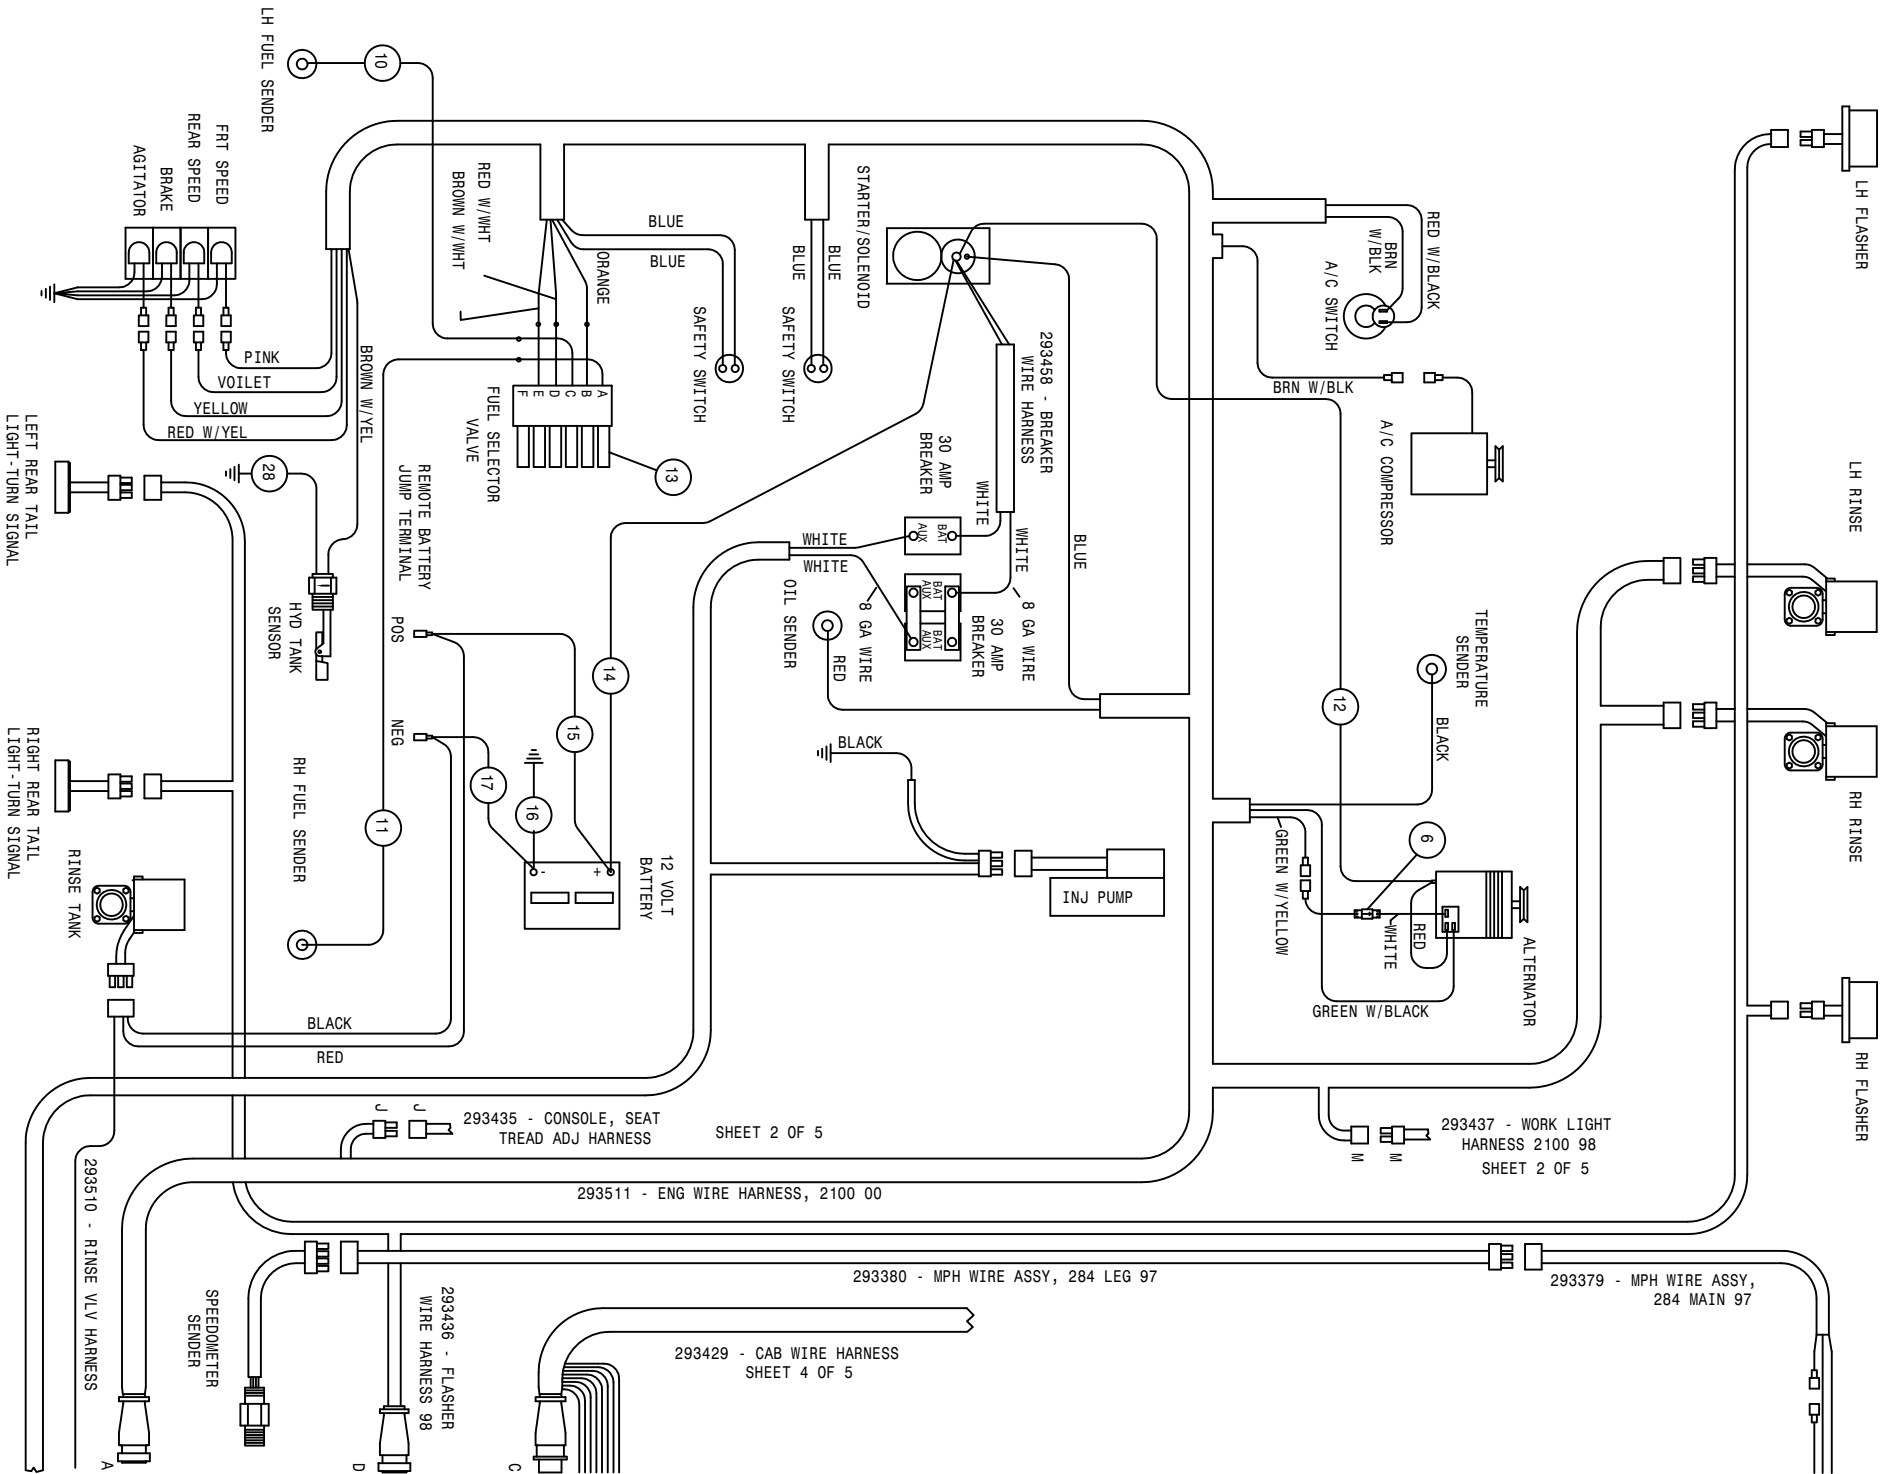 LH FUEL SENDER
10
FRT SPEED
REAR SPEED
BRAKE
AGITATOR
PINK
VOILET
YELLOW
RED W/YEL
BROWN W/YEL
LEFT REAR TAIL
LIGHT-TURN SIGNAL
28
HYD TANK
SENSOR
RIGHT REAR TAIL
LIGHT-TURN SIGNAL
RINSE TANK
RH FUEL SENDER
11
REMOTE BATTERY
JUMP TERMINAL
POS
NEG
RED W/WHT
BROWN W/WHT
ORANGE
BLUE
BLUE
A
B
C
D
E
F
FUEL SELECTOR
VALVE
13
SAFETY SWITCH
BLUE
BLUE
SAFETY SWITCH
STARTER/SOLENOID
293458 - BREAKER
WIRE HARNESS
30 AMP
BREAKER
WHITE
WHITE
BAT
AUX
BAT
AUX
BAT
AUX
WHITE
WHITE
8 GA WIRE
8 GA WIRE
30 AMP
BREAKER
OIL SENDER
RED
BLUE
14
15
16
17
12 VOLT
BATTERY
-
+
BLACK
INJ PUMP
BLACK
RED
RED W/BLACK
BRN
W/BLK
A/C SWITCH
BRN W/BLK
A/C COMPRESSOR
TEMPERATURE
SENDER
BLACK
12
6
GREEN W/YELLOW
WHITE
RED
ALTERNATOR
GREEN W/BLACK
LH FLASHER
LH RINSE
RH RINSE
RH FLASHER
293437 - WORK LIGHT
HARNESS 2100 98
SHEET 2 OF 5
M
M
J
J
293435 - CONSOLE, SEAT
TREAD ADJ HARNESS
SHEET 2 OF 5
293511 - ENG WIRE HARNESS, 2100 00
293510 - RINSE VLV HARNESS
A
SPEEDOMETER
SENDER
293436 - FLASHER
WIRE HARNESS 98
D
293380 - MPH WIRE ASSY, 284 LEG 97
293379 - MPH WIRE ASSY,
284 MAIN 97
293429 - CAB WIRE HARNESS
SHEET 4 OF 5
C